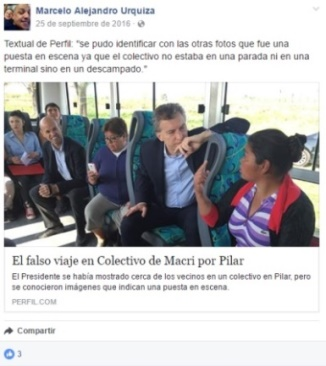 Marcelo Alejandro Urquiza
25 de septiembre de 2016 ·
Textual de Perfil: "se pudo identificar con las otras fotos que fue una
puesta en escena ya que el colectivo no estaba en una parada ni en una
terminal sino en un descampado."
El falso viaje en Colectivo de Macri por Pilar
El Presidente se había mostrado cerca de los vecinos en un colectivo en Pilar, pero
se conocieron imágenes que indican una puesta en escena.
PERFIL.COM
Compartir
3